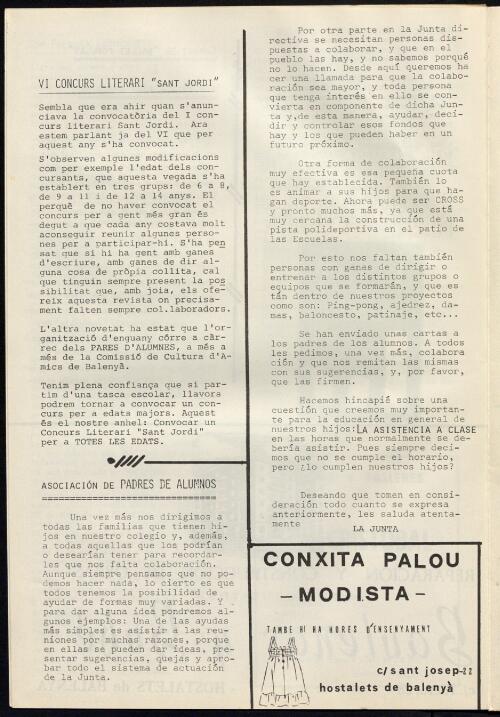 VI CONCURS LITERARI "SANT JORDI"
Sembla que era ahir quan s'anun-
ciava la convocatòria del I con-
curs literari Sant Jordi. Ara
estem parlant ja del VI que per
aquest any s'ha convocat.
S'observen algunes modificacions
com per exemple l'edat dels con-
cursants, que aquesta vegada s'ha
establert en tres grups: de 6 a 8,
de 9 a 11 i de 12 a 14 anys. El
perquè de no haver convocat el
concurs per a gent més gran és
degut a que cada any costava molt
aconseguir reunir algunes perso-
nes per a participar-hi. S'ha pen
sat que si hi ha gent amb ganes
d'escriure, amb ganes de dir al-
guna cosa de pròpia collita, cal
que tinguin sempre present la pos
sibilitat que, amb joia, els ofe-
reix aquesta revista on precisa-
ment falten sempre col.laboradors.
L'altra novetat ha estat que l'or-
ganització d'enguany córre a càr-
rec dels PARES D'ALUMNES, a més a
més de la Comissió de Cultura d'A-
mics de Balenyà.
Tenim plena confiança que si par-
tim d'una tasca escolar, llavors
podrem tornar a convocar un con-
curs per a edats majors. Aquest
és el nostre anhel: Convocar un
Concurs Literari "Sant Jordi"
per a TOTES LES EDATS.
ASOCIACIÓN DE PADRES DE ALUMNOS
Una vez más nos dirigimos a
todas las familias que tienen hi-
jos en nuestro colegio y, además,
a todas aquellas que los podrían
o desearían tener para recordar-
les que nos falta colaboración.
Aunque siempre pensamos que no po-
demos hacer nada, lo cierto es que
todos tenemos la posibilidad de
ayudar de formas muy variadas. Y
para dar alguna idea pondremos al-
gunos ejemplos: Una de las ayudas
más simples es asistir a las reu-
niones por muchas razones, porque
en ellas se pueden dar ideas, pre-
sentar sugerencias, quejas y apro-
bar todo el sistema de actuación
de la Junta.
Por otra parte en la Junta di-
rectiva se necesitan personas dis-
puestas a colaborar, y que en el
pueblo las hay, y no sabemos porqué
no lo hacen. Desde aquí queremos ha
cer una llamada para que la colabo-
ración sea mayor, y toda persona
que tenga interés en ello se con-
vierta en componente de dicha Jun-
ta y,de esta manera, ayudar, deci-
dir y controlar esos fondos que
hay y los que pueden haber en un
futuro próximo.
Otra forma de colaboración
muy efectiva es esa pequeña cuota
que hay establecida. También lo
es animar a sus hijos para que ha-
gan deporte. Ahora puede ser CROSS
y pronto muchos más, ya que está
muy cercana la construcción de una
pista polideportiva en el patio de
las Escuelas.
Por esto nos faltan también
personas con ganas de dirigir o
entrenar a los distintos grupos o
equipos que se formarán, y que es
tán dentro de nuestros proyectos
como son: Ping-pong, ajedrez, da-
mas, baloncesto, patinaje, etc...
Se han enviado unas cartas a
los padres de los alumnos. A todos
les pedimos, una vez más, colabora
ción y que nos remitan las mismas
con sus sugerencias, y, por favor,
que las firmen.
Hacemos hincapié sobre una
cuestión que creemos muy importan-
te para la educación en general de
nuestros hijos:LA ASISTENCIA A CLASE
en las horas que normalmente se de-
bería asistir. Pues siempre deci-
mos que no se cumple el horario,
pero ¿lo cumplen nuestros hijos?
Deseando que tomen en consi-
deración todo cuanto se expresa
anteriormente, les saluda atenta-
mente
LA JUNTA
CONXITA PALOU
-MODISTA-
TAMBE HI HA HORES D'ENSENYAMENT
c/sant josep-22
hostalets de balenyà